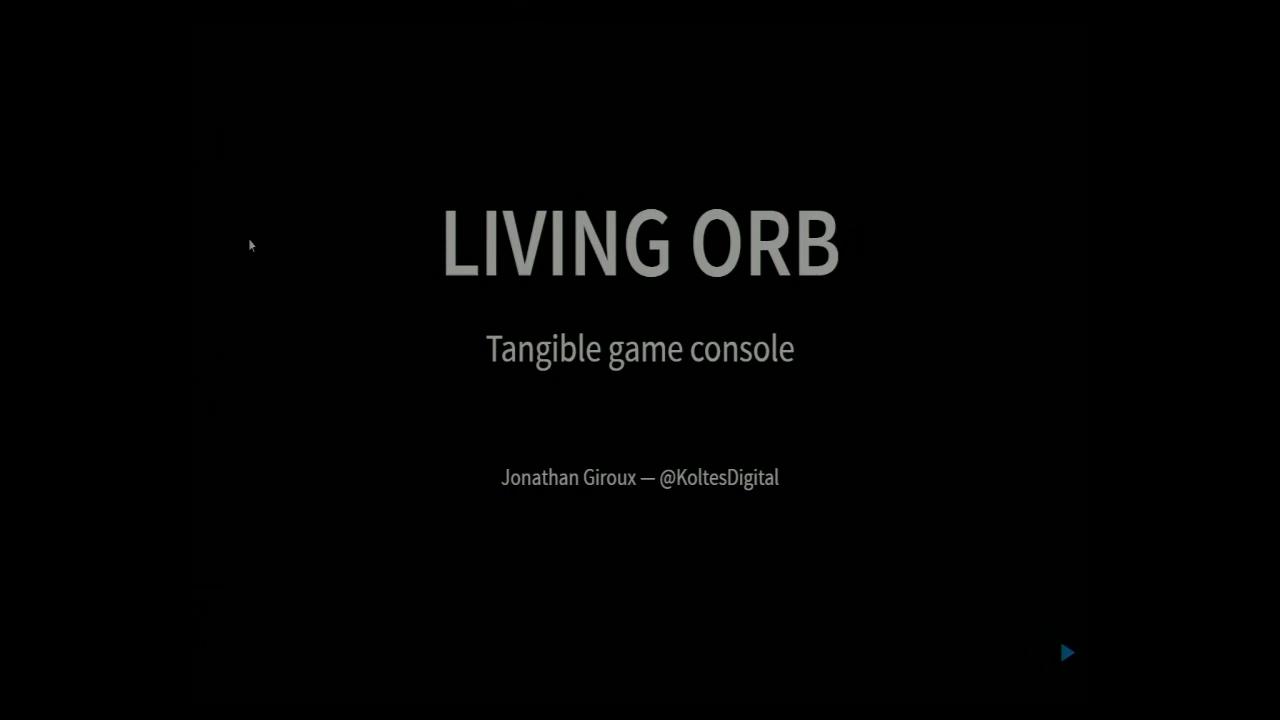 LIVING ORB
Tangible game console
Jonathan Giroux — @KoltesDigital